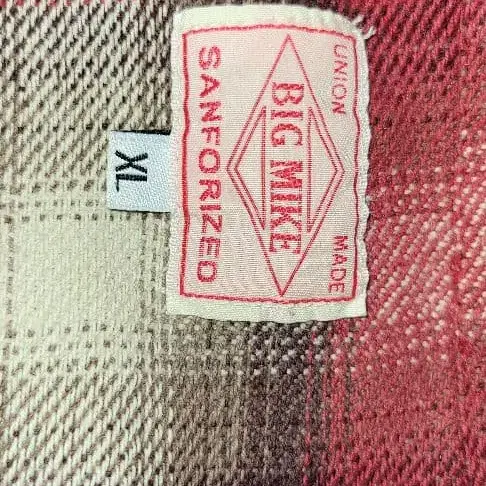 UNION MADE
BIG MIKE
SANFORIZED
XL